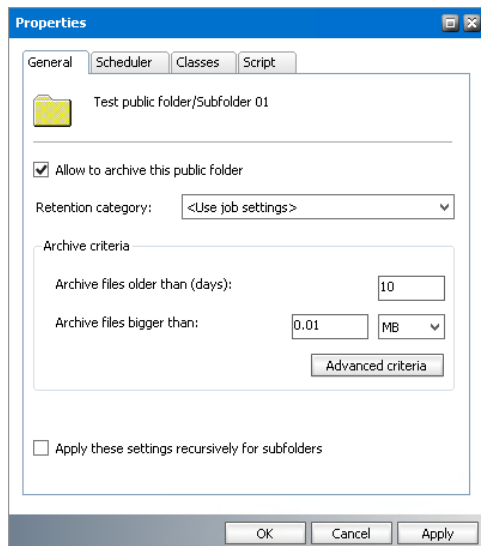 Properties
General Scheduler Classes Script
Test public folder/Subfolder 01
Allow to archive this public folder
Retention category: <Use job settings>
Archive criteria
Archive files older than (days): 10
Archive files bigger than: 0.01 MB
Advanced criteria
Apply these settings recursively for subfolders
OK Cancel Apply